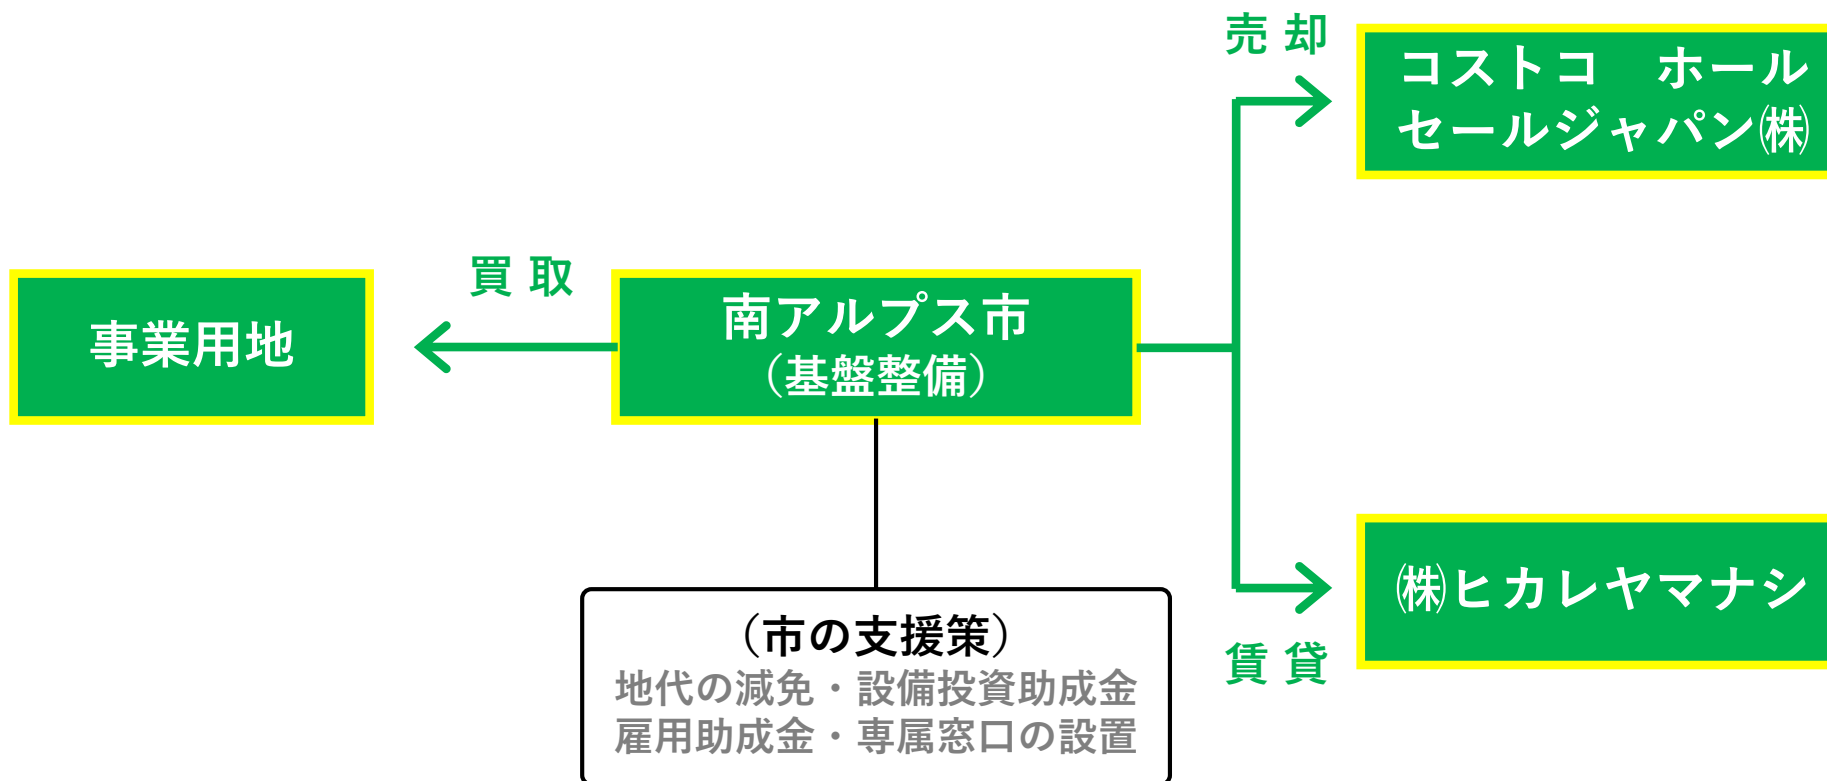 売却
コストコ　ホール
セールジャパン㈱
買取
事業用地
南アルプス市
（基盤整備）
㈱ヒカレヤマナシ
賃貸
（市の支援策）
地代の減免・設備投資助成金
雇用助成金・専属窓口の設置